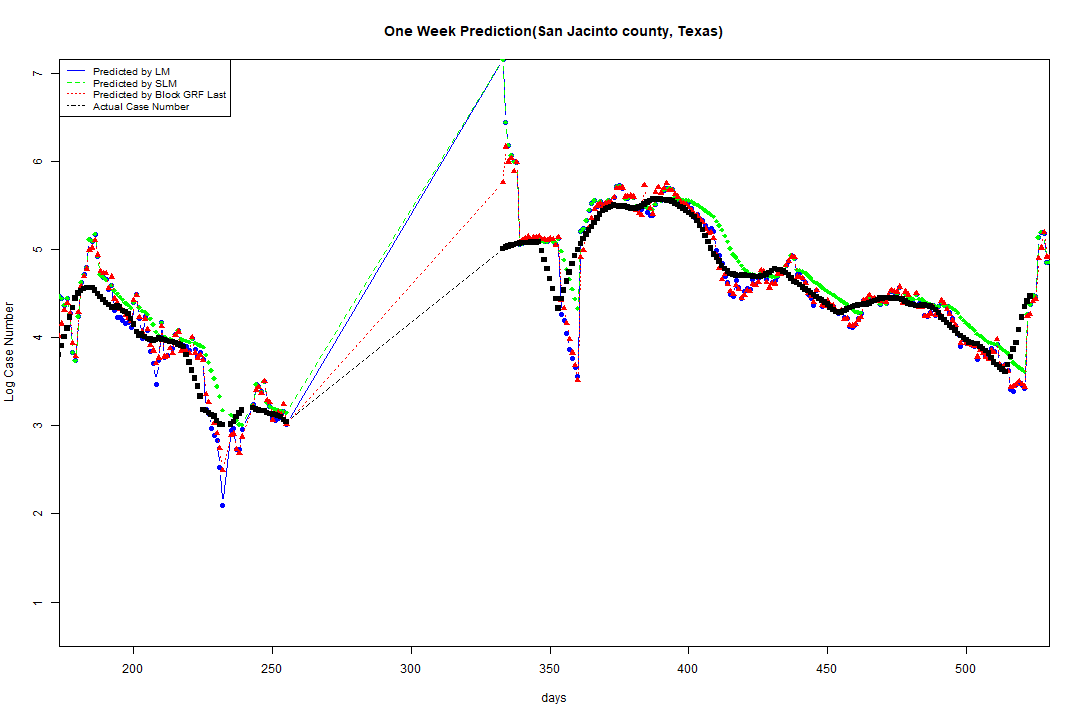 One Week Prediction(San Jacinto county, Texas)
Predicted by LM
Predicted by SLM
Predicted by Block GRF Last
Actual Case Number
Log Case Number
7
6
5
4
3
2
1
200 250 300 350 400 450 500
days